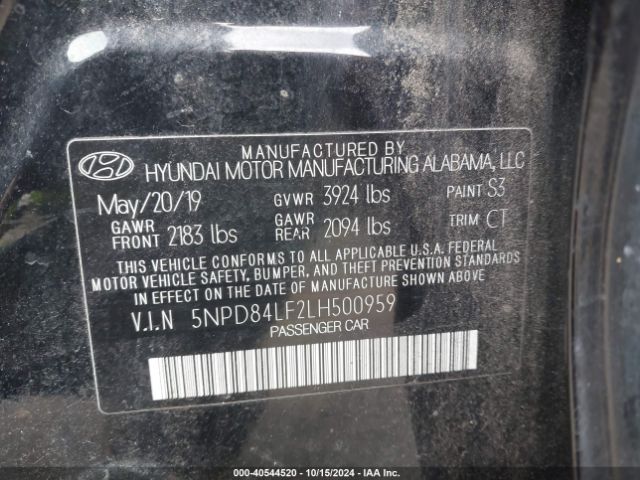 MANUFACTURED BY
HYUNDAI MOTOR MANUFACTURING ALABAMA, LLC
May/20/19 GVWR 3924 lbs PAINT S3
GAWR FRONT 2183 lbs GAWR REAR 2094 lbs TRIM CT
THIS VEHICLE CONFORMS TO ALL APPLICABLE U.S.A. FEDERAL
MOTOR VEHICLE SAFETY, BUMPER, AND THEFT PREVENTION STANDARDS
IN EFFECT ON THE DATE OF MANUFACTURE SHOWN ABOVE
V.I.N 5NPD84LF2LH500959
PASSENGER CAR
000-40544520 - 10/15/2024 - IAA Inc.